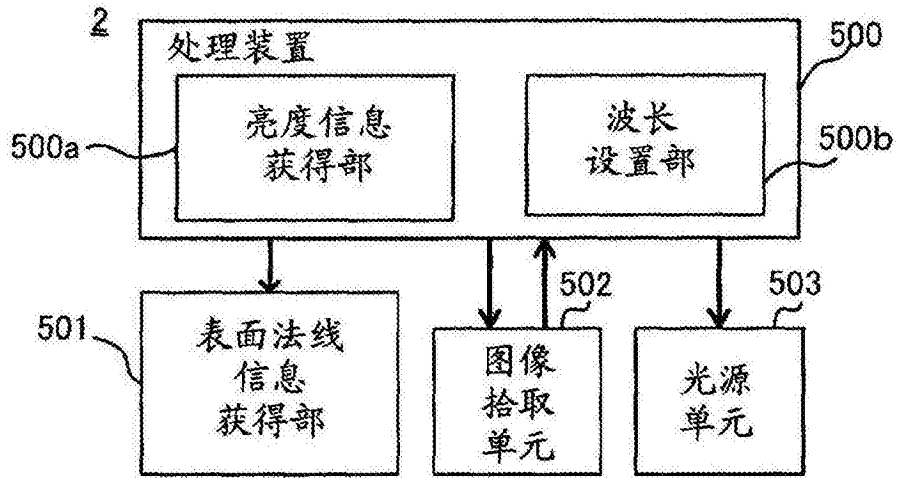 2
处理装置
500
亮度信息
获得部
500a
波长
设置部
500b
表面法线
信息
获得部
501
图像
拾取
单元
502
光源
单元
503